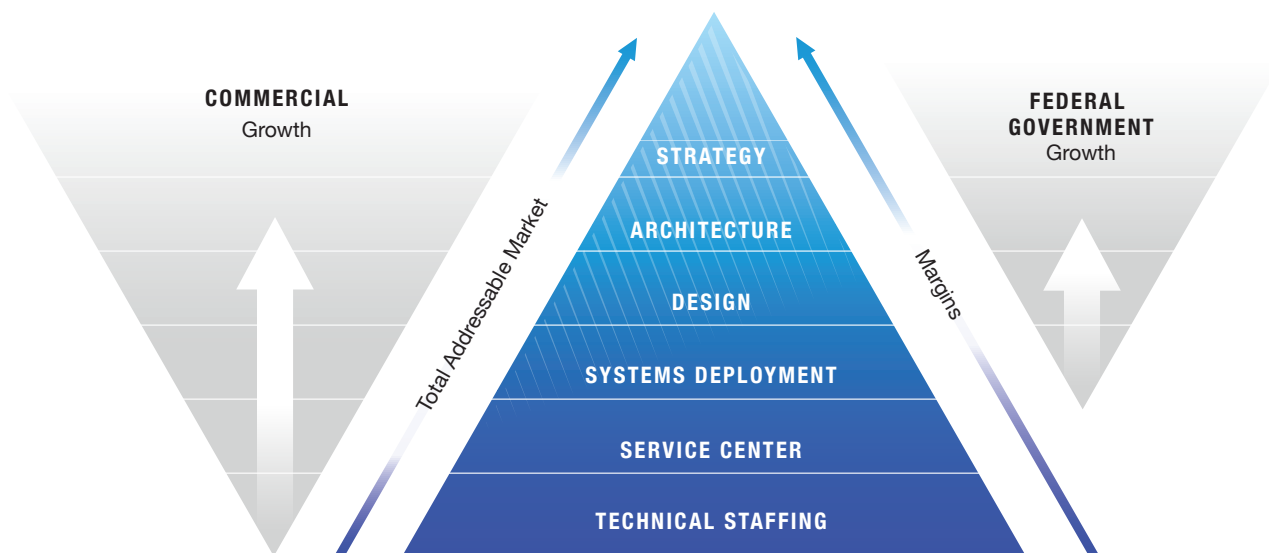 COMMERCIAL
Growth
Total Addressable Market
STRATEGY
ARCHITECTURE
DESIGN
SYSTEMS DEPLOYMENT
SERVICE CENTER
TECHNICAL STAFFING
Margins
FEDERAL
GOVERNMENT
Growth